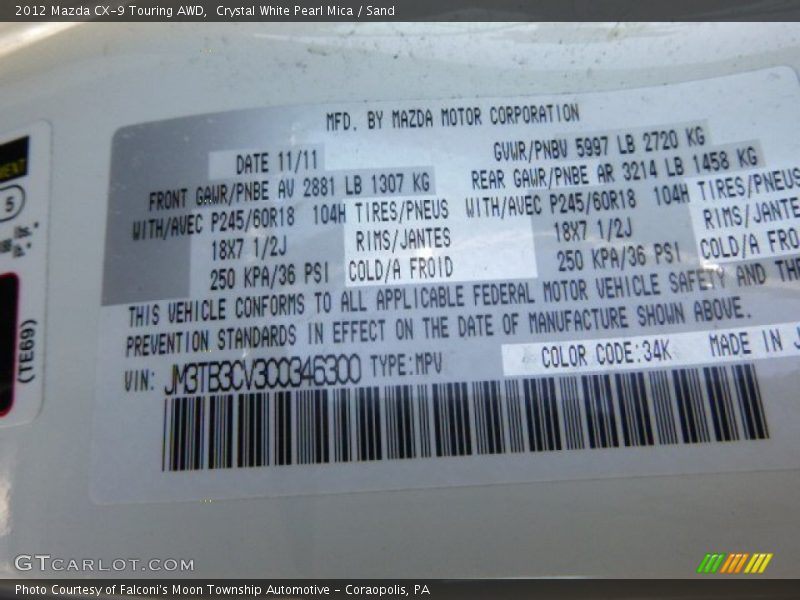 2012 Mazda CX-9 Touring AWD,  Crystal White Pearl Mica / Sand
MFD. BY MAZDA MOTOR CORPORATION
DATE 11/11
GVWR/PNBV 5997 LB 2720 KG
FRONT GAWR/PNBE AV 2881 LB 1307 KG
REAR GAWR/PNBE AR 3214 LB 1458 KG
WITH/AVEC P245/60R18 104H TIRES/PNEUS
WITH/AVEC P245/60R18 104H TIRES/PNEUS
18X7 1/2J RIMS/JANTES
18X7 1/2J RIMS/JANTE
250 KPA/36 PSI COLD/A FROID
250 KPA/36 PSI COLD/A FRO
THIS VEHICLE CONFORMS TO ALL APPLICABLE FEDERAL MOTOR VEHICLE SAFETY AND THE
PREVENTION STANDARDS IN EFFECT ON THE DATE OF MANUFACTURE SHOWN ABOVE.
COLOR CODE:34K MADE IN J
VIN: JM3TB3CV3C0346300 TYPE:MPV
5
(TE69)
GTCARLOT.COM
Photo Courtesy of Falconi's Moon Township Automotive - Coraopolis, PA